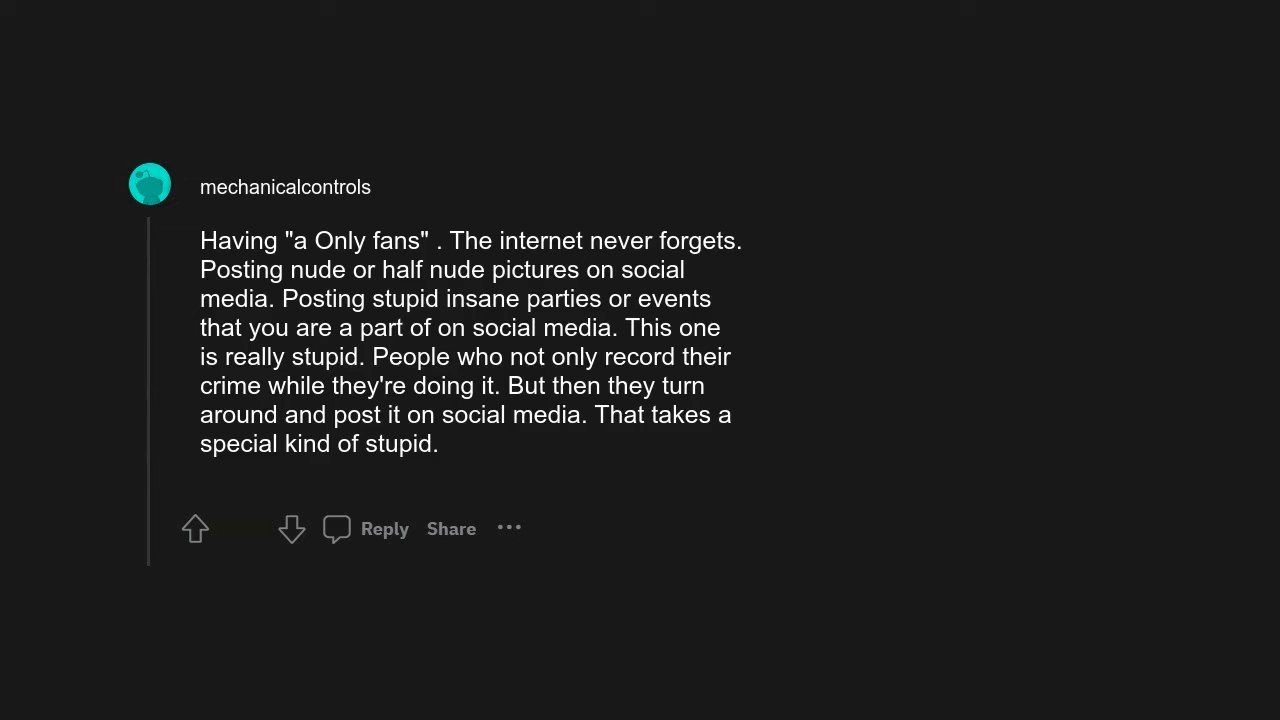 mechanicalcontrols
Having "a Only fans" . The internet never forgets.
Posting nude or half nude pictures on social
media. Posting stupid insane parties or events
that you are a part of on social media. This one
is really stupid. People who not only record their
crime while they're doing it. But then they turn
around and post it on social media. That takes a
special kind of stupid.
Reply Share